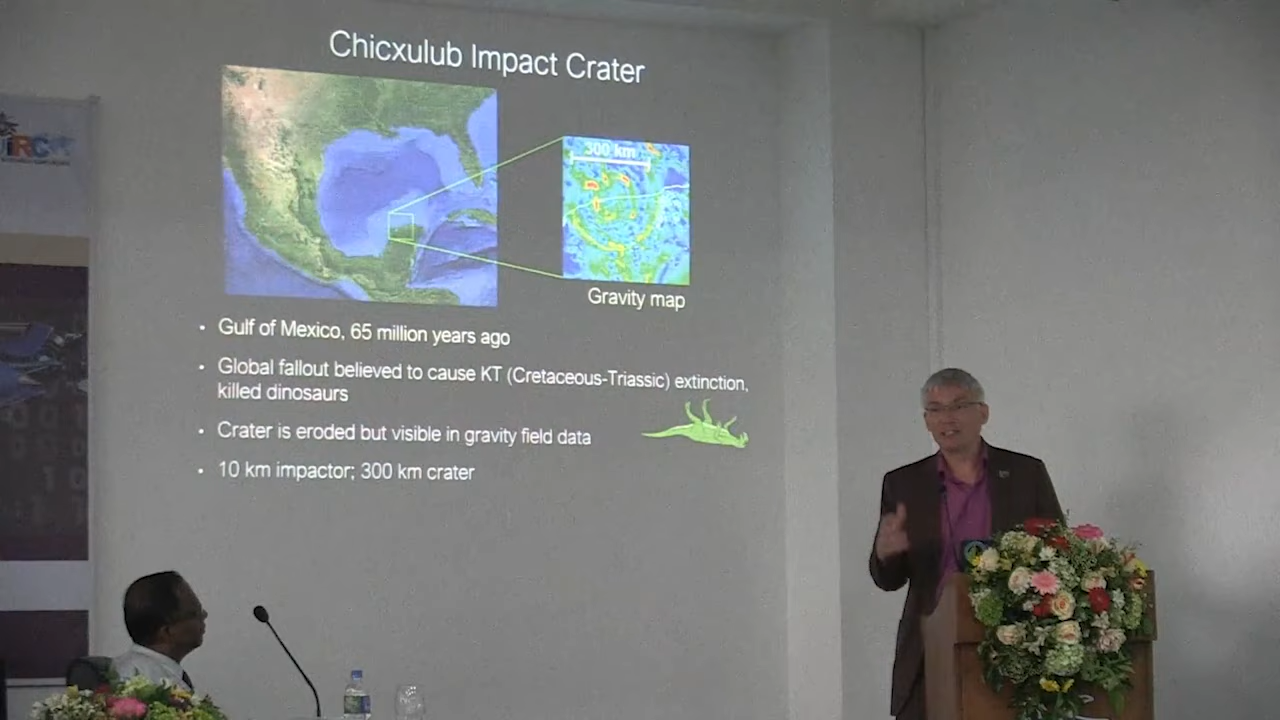 Chicxulub Impact Crater
300 km
Gravity map
• Gulf of Mexico, 65 million years ago
• Global fallout believed to cause KT (Cretaceous-Triassic) extinction,
killed dinosaurs
• Crater is eroded but visible in gravity field data
• 10 km impactor; 300 km crater